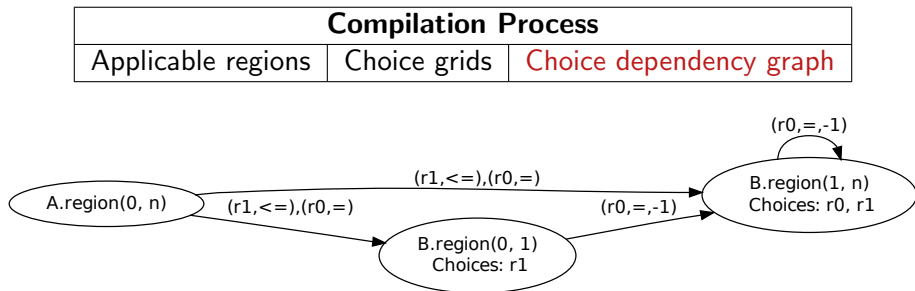 Compilation Process
Applicable regions Choice grids Choice dependency graph
(r0,=,-1)
(r1,<=),(r0,=)
B.region(1, n)
Choices: r0, r1
A.region(0, n)
(r1,<=),(r0,=)
(r0,=,-1)
B.region(0, 1)
Choices: r1